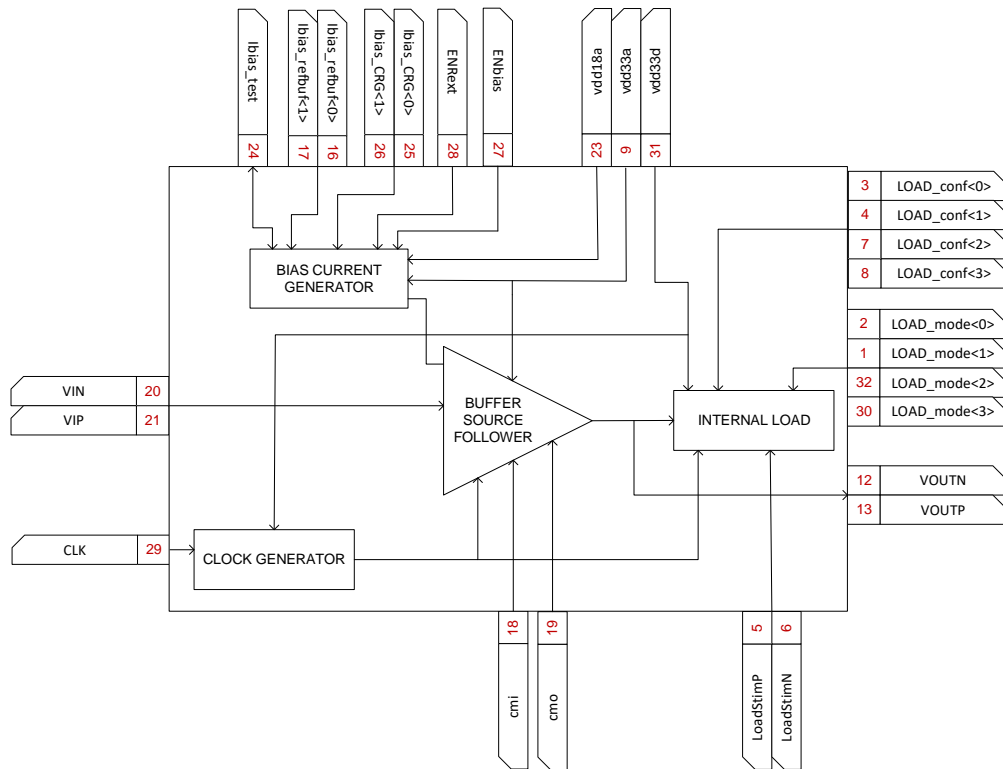 Ibias_test
Ibias_refbuf<1>
Ibias_refbuf<0>
Ibias_CRG<1>
Ibias_CRG<0>
ENRext
ENbias
vdd18a
vdd33a
vdd33d
24
17
16
26
25
28
27
23
9
31
3 LOAD_conf<0>
4 LOAD_conf<1>
7 LOAD_conf<2>
8 LOAD_conf<3>
BIAS CURRENT
GENERATOR
2 LOAD_mode<0>
1 LOAD_mode<1>
32 LOAD_mode<2>
30 LOAD_mode<3>
VIN 20
VIP 21
BUFFER
SOURCE
FOLLOWER
INTERNAL LOAD
12 VOUTN
13 VOUTP
CLK 29
CLOCK GENERATOR
18
19
5
6
cmi
cmo
LoadStimP
LoadStimN